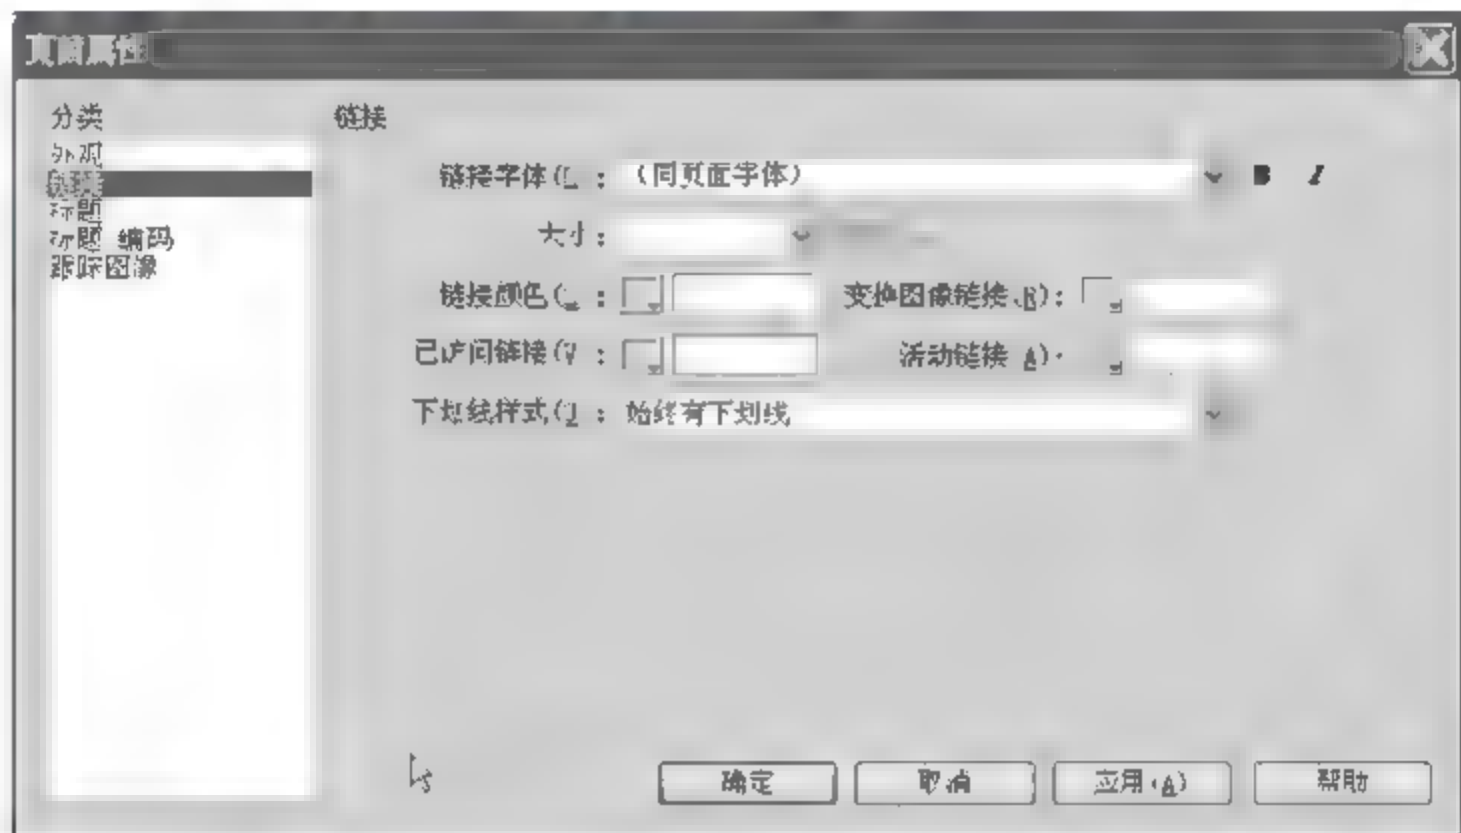 页面属性
分类
链接
外观
链接
标题
标题 编码
跟踪图像
链接字体(L : (同页面字体) B I
大小:
链接颜色(L : 变换图像链接(R):
已访问链接(V : 活动链接 A):
下划线样式(U : 始终有下划线
确定 取消 应用(A) 帮助